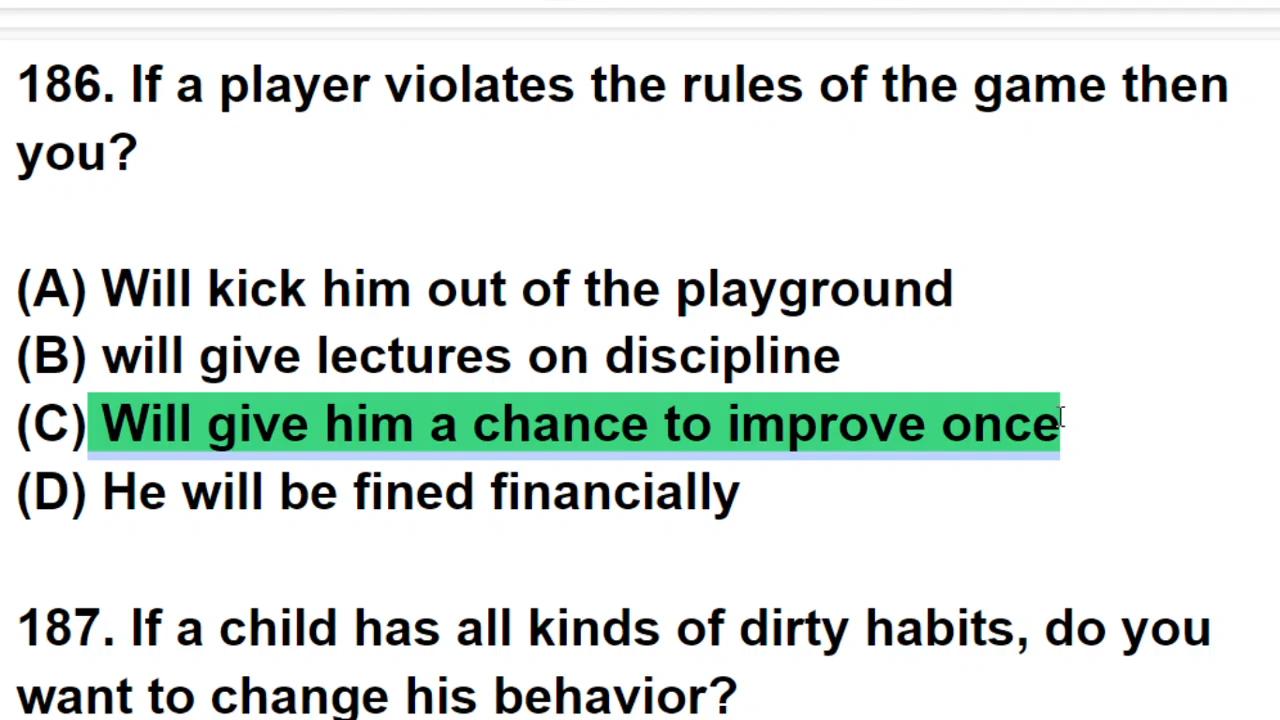 186. If a player violates the rules of the game then
you?
(A) Will kick him out of the playground
(B) will give lectures on discipline
(C) Will give him a chance to improve once
(D) He will be fined financially
187. If a child has all kinds of dirty habits, do you
want to change his behavior?